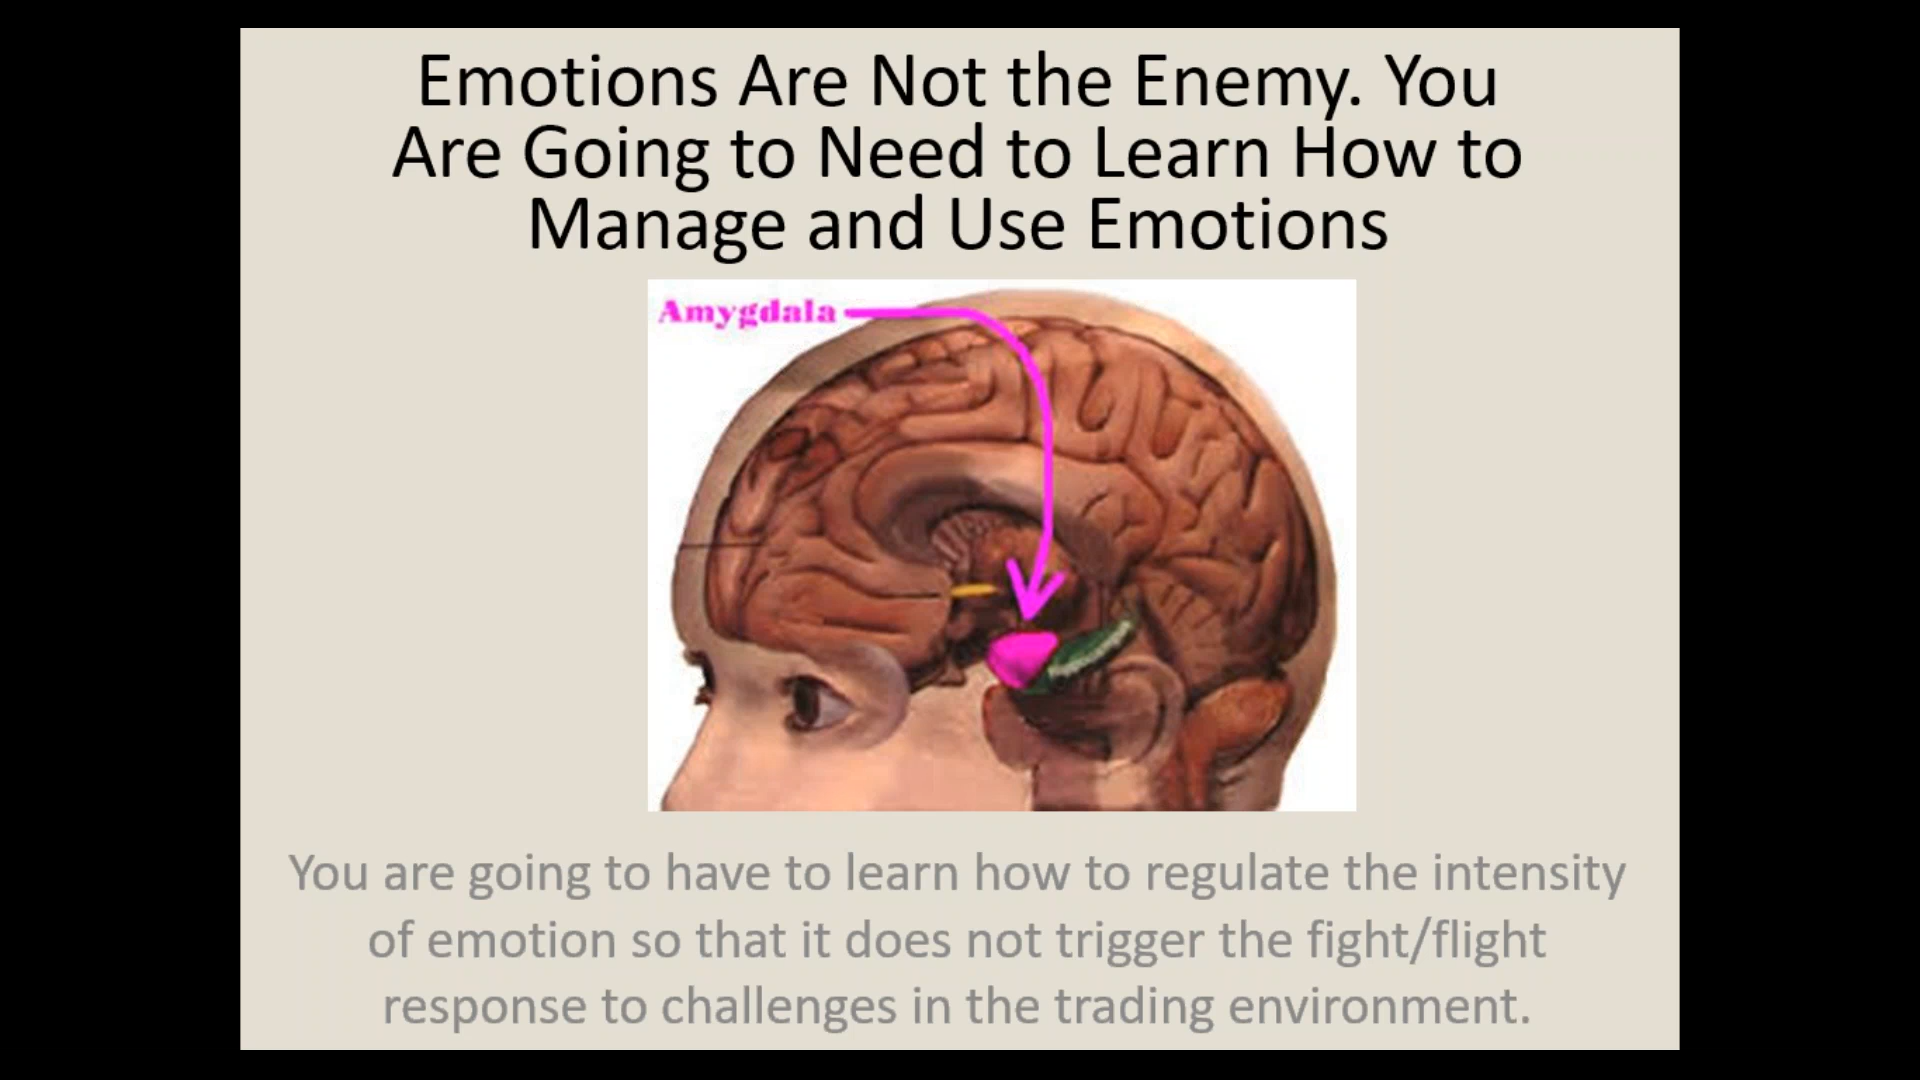 Emotions Are Not the Enemy. You
Are Going to Need to Learn How to
Manage and Use Emotions
Amygdala
You are going to have to learn how to regulate the intensity
of emotion so that it does not trigger the fight/flight
response to challenges in the trading environment.